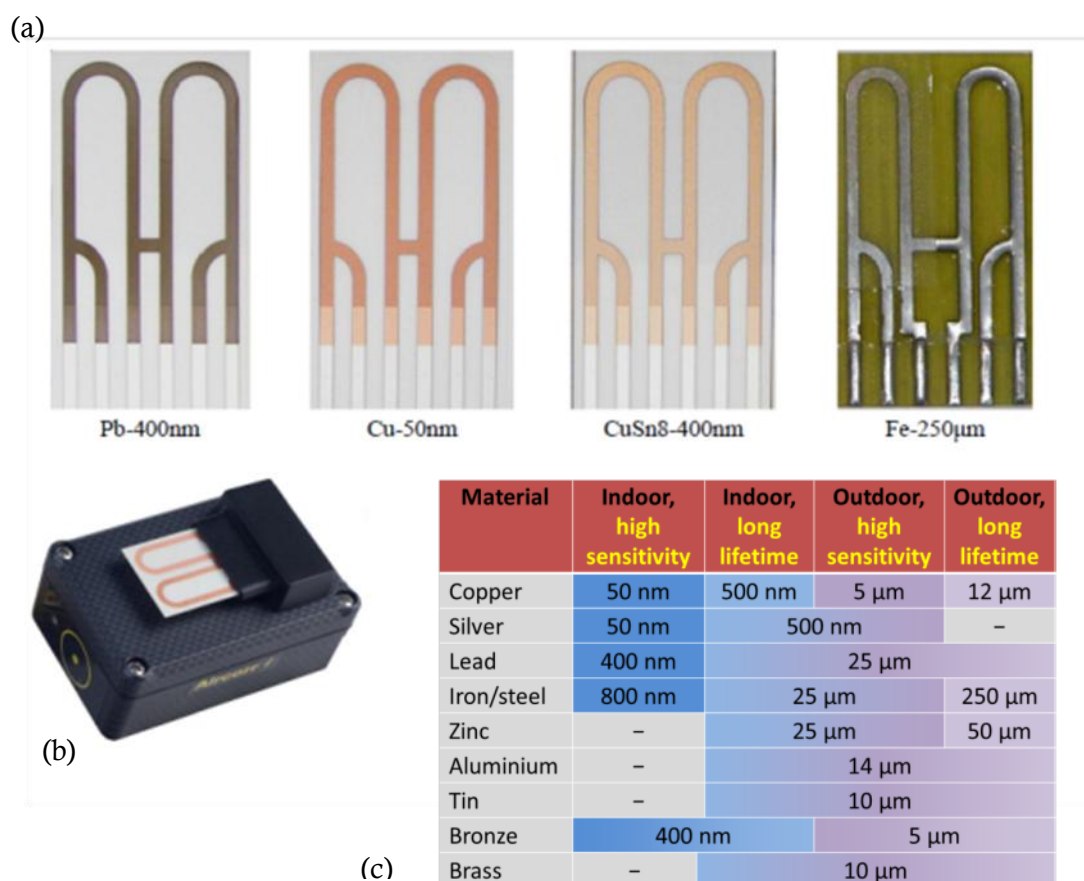 (a)
Pb-400nm Cu-50nm CuSn8-400nm Fe-250μm
(b)
Material Indoor, high sensitivity Indoor, long lifetime Outdoor, high sensitivity Outdoor, long lifetime
Copper 50 nm 500 nm 5 μm 12 μm
Silver 50 nm 500 nm –
Lead 400 nm 25 μm
Iron/steel 800 nm 25 μm 250 μm
Zinc – 25 μm 50 μm
Aluminium – 14 μm
Tin – 10 μm
Bronze 400 nm 5 μm
Brass – 10 μm
(c)